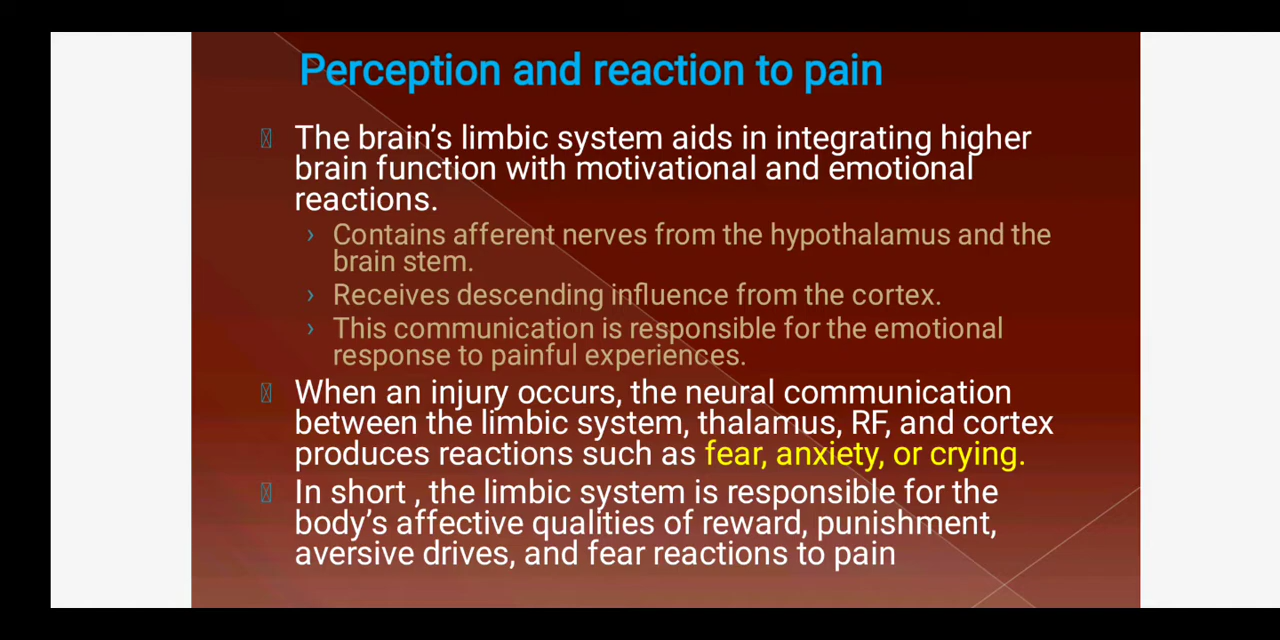 Perception and reaction to pain
The brain’s limbic system aids in integrating higher
brain function with motivational and emotional
reactions.
› Contains afferent nerves from the hypothalamus and the
brain stem.
› Receives descending influence from the cortex.
› This communication is responsible for the emotional
response to painful experiences.
When an injury occurs, the neural communication
between the limbic system, thalamus, RF, and cortex
produces reactions such as fear, anxiety, or crying.
In short , the limbic system is responsible for the
body’s affective qualities of reward, punishment,
aversive drives, and fear reactions to pain